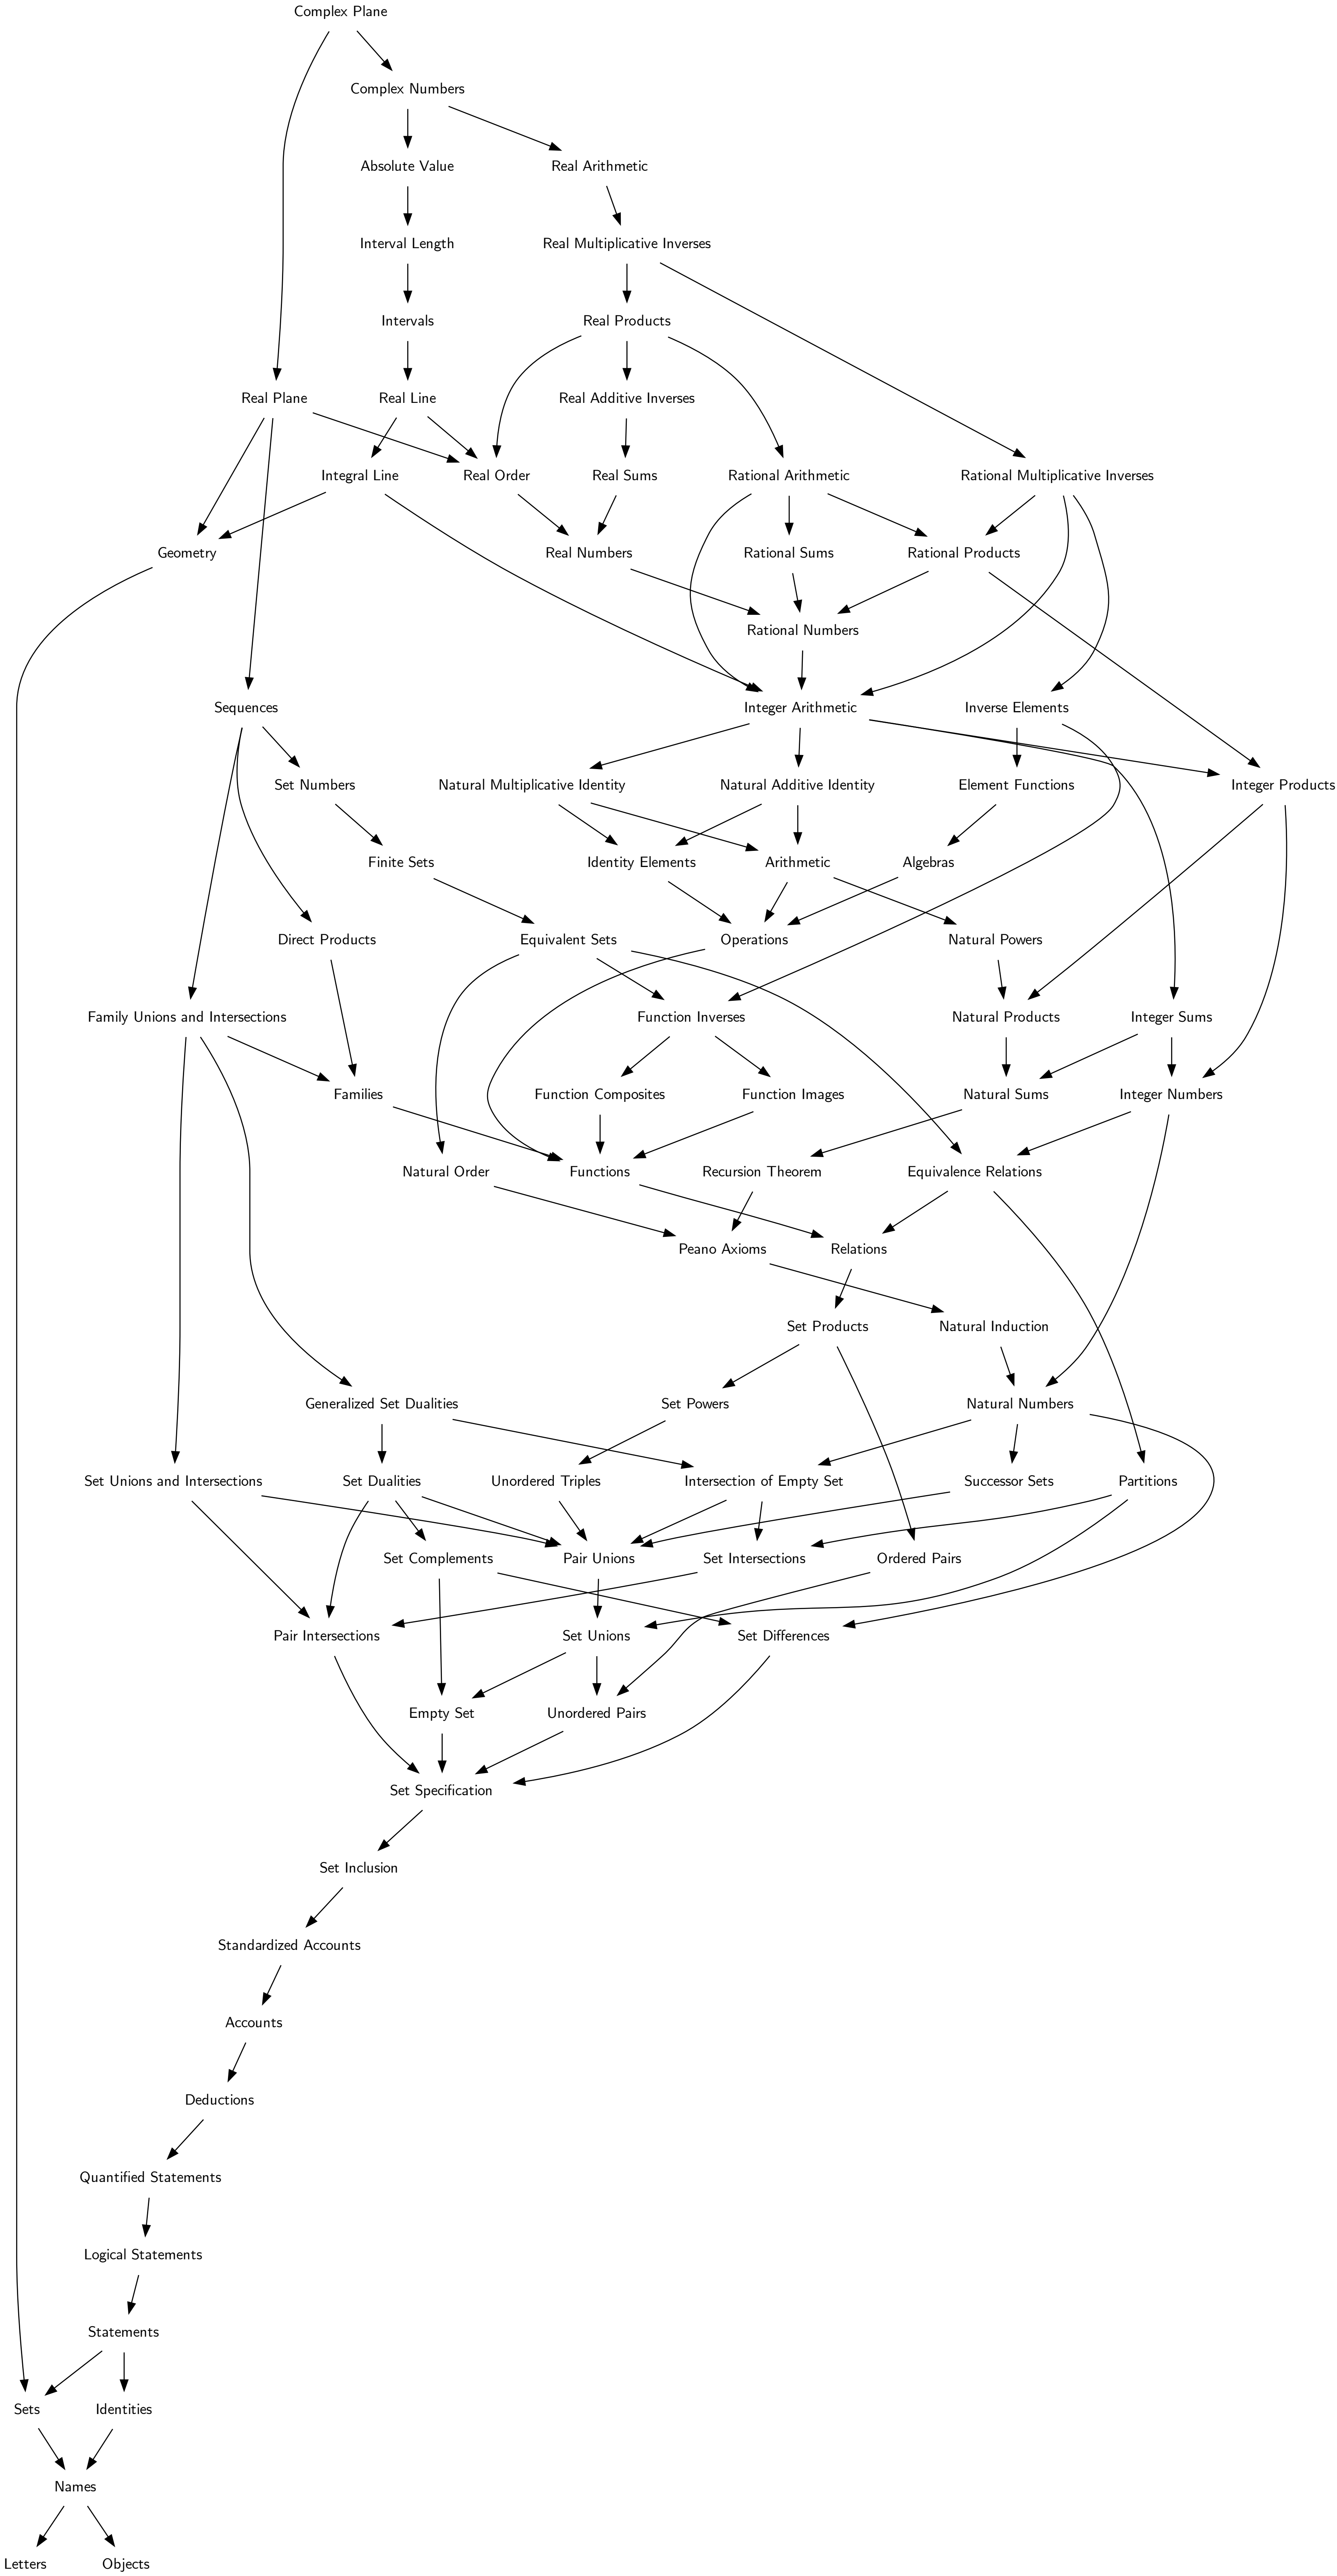 Complex Plane
Complex Numbers
Absolute Value
Real Arithmetic
Interval Length
Real Multiplicative Inverses
Intervals
Real Products
Real Plane
Real Line
Real Additive Inverses
Integral Line
Real Order
Real Sums
Rational Arithmetic
Rational Multiplicative Inverses
Geometry
Real Numbers
Rational Sums
Rational Products
Rational Numbers
Sequences
Integer Arithmetic
Inverse Elements
Set Numbers
Natural Multiplicative Identity
Natural Additive Identity
Element Functions
Integer Products
Finite Sets
Identity Elements
Arithmetic
Algebras
Direct Products
Equivalent Sets
Operations
Natural Powers
Family Unions and Intersections
Function Inverses
Natural Products
Integer Sums
Families
Function Composites
Function Images
Natural Sums
Integer Numbers
Natural Order
Functions
Recursion Theorem
Equivalence Relations
Peano Axioms
Relations
Set Products
Natural Induction
Generalized Set Dualities
Set Powers
Natural Numbers
Set Unions and Intersections
Set Dualities
Unordered Triples
Intersection of Empty Set
Successor Sets
Partitions
Set Complements
Pair Unions
Set Intersections
Ordered Pairs
Pair Intersections
Set Unions
Set Differences
Empty Set
Unordered Pairs
Set Specification
Set Inclusion
Standardized Accounts
Accounts
Deductions
Quantified Statements
Logical Statements
Statements
Sets
Identities
Names
Letters
Objects